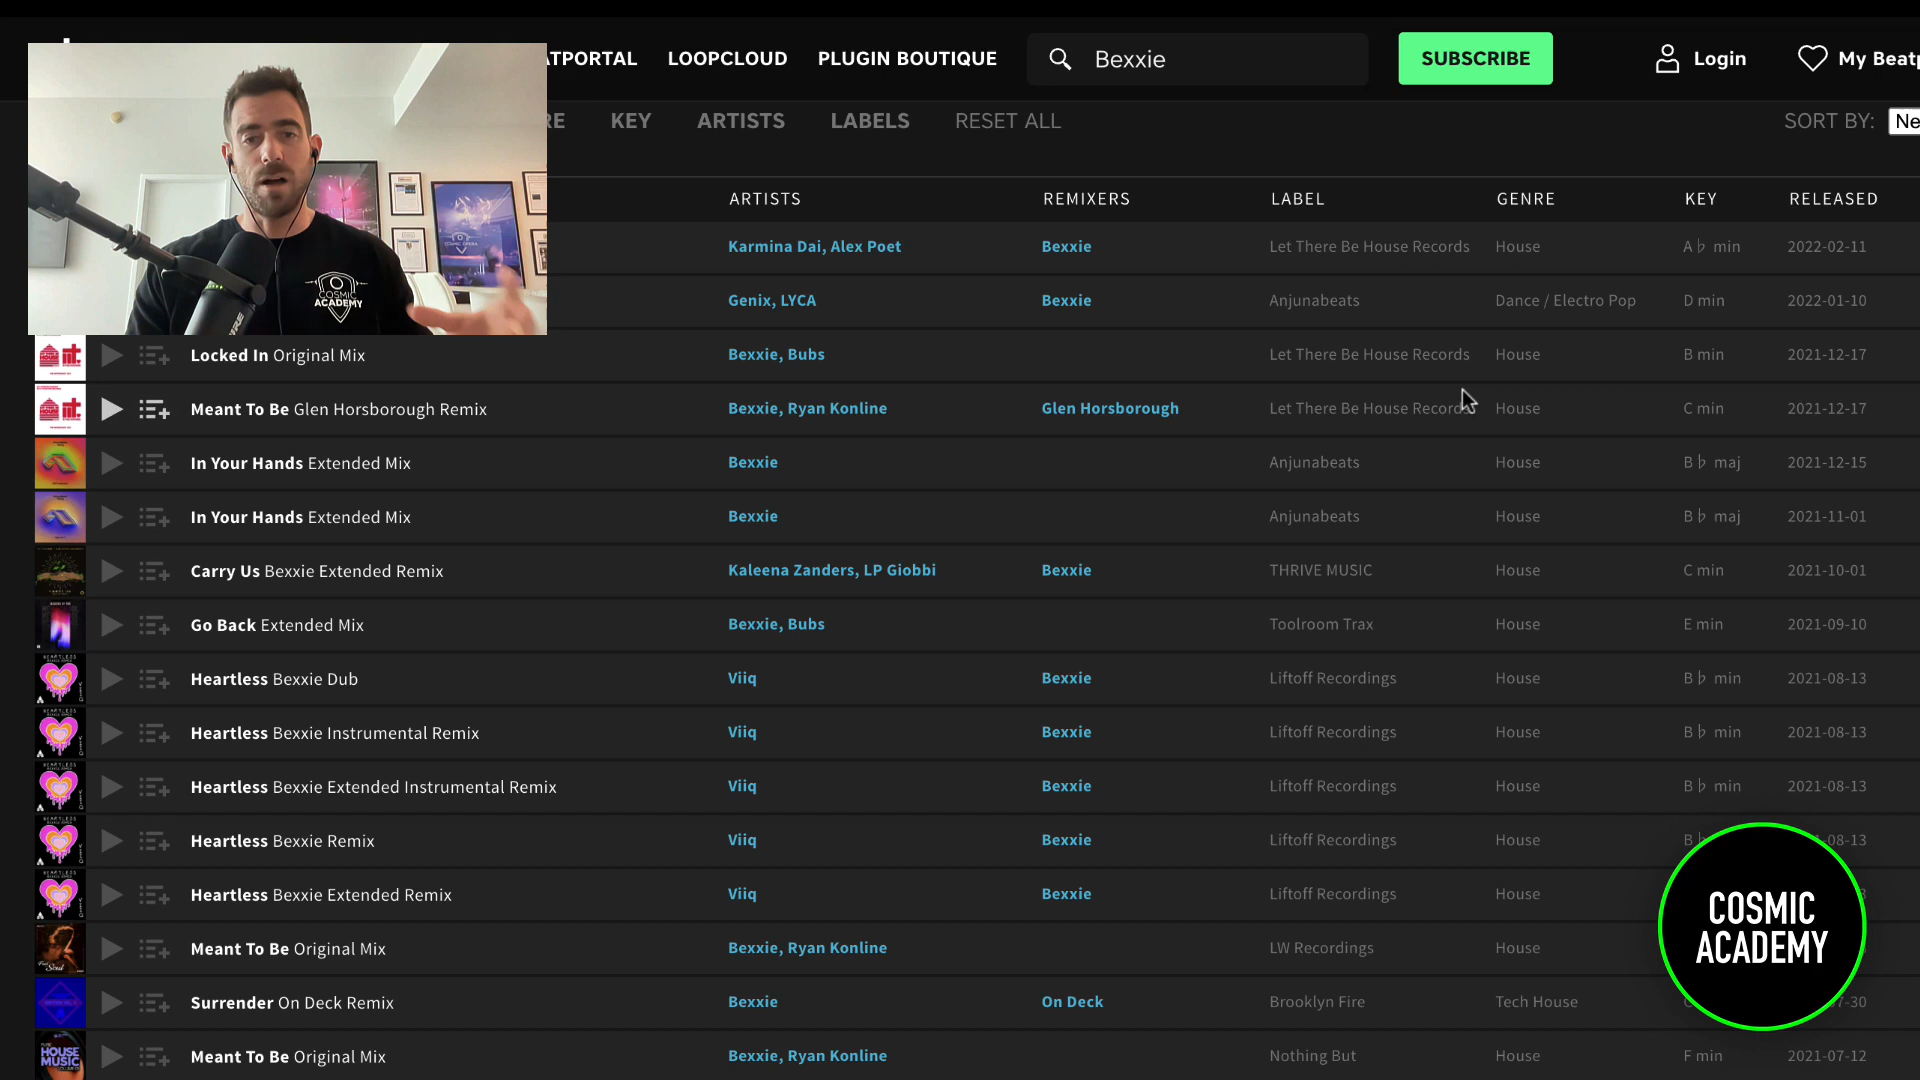 ATPORTAL LOOPCLOUD PLUGIN BOUTIQUE Bexxie SUBSCRIBE Login My Beatp
RE KEY ARTISTS LABELS RESET ALL SORT BY: Ne
ARTISTS REMIXERS LABEL GENRE KEY RELEASED
Karmina Dai, Alex Poet Bexxie Let There Be House Records House A♭ min 2022-02-11
Genix, LYCA Bexxie Anjunabeats Dance / Electro Pop D min 2022-01-10
Locked In Original Mix Bexxie, Bubs Let There Be House Records House B min 2021-12-17
Meant To Be Glen Horsborough Remix Bexxie, Ryan Konline Glen Horsborough Let There Be House Records House C min 2021-12-17
In Your Hands Extended Mix Bexxie Anjunabeats House B♭ maj 2021-12-15
In Your Hands Extended Mix Bexxie Anjunabeats House B♭ maj 2021-11-01
Carry Us Bexxie Extended Remix Kaleena Zanders, LP Giobbi Bexxie THRIVE MUSIC House C min 2021-10-01
Go Back Extended Mix Bexxie, Bubs Toolroom Trax House E min 2021-09-10
Heartless Bexxie Dub Viiq Bexxie Liftoff Recordings House B♭ min 2021-08-13
Heartless Bexxie Instrumental Remix Viiq Bexxie Liftoff Recordings House B♭ min 2021-08-13
Heartless Bexxie Extended Instrumental Remix Viiq Bexxie Liftoff Recordings House B♭ min 2021-08-13
Heartless Bexxie Remix Viiq Bexxie Liftoff Recordings House B♭ -08-13
Heartless Bexxie Extended Remix Viiq Bexxie Liftoff Recordings House
Meant To Be Original Mix Bexxie, Ryan Konline LW Recordings House
Surrender On Deck Remix Bexxie On Deck Brooklyn Fire Tech House 7-30
Meant To Be Original Mix Bexxie, Ryan Konline Nothing But House F min 2021-07-12
COSMIC
ACADEMY
COSMIC
ACADEMY
HOUSE
MUSIC